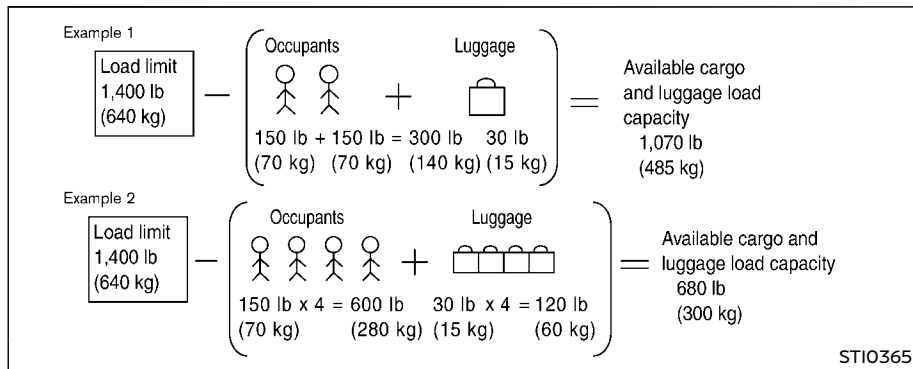 Example 1
Occupants Luggage
Load limit
1,400 lb
(640 kg)
− + =
Available cargo
and luggage load
capacity
1,070 lb
(485 kg)
150 lb + 150 lb = 300 lb 30 lb
(70 kg) (70 kg) (140 kg) (15 kg)
Example 2
Occupants Luggage
Load limit
1,400 lb
(640 kg)
− + =
Available cargo and
luggage load capacity
680 lb
(300 kg)
150 lb x 4 = 600 lb 30 lb x 4 = 120 lb
(70 kg) (280 kg) (15 kg) (60 kg)
STI0365